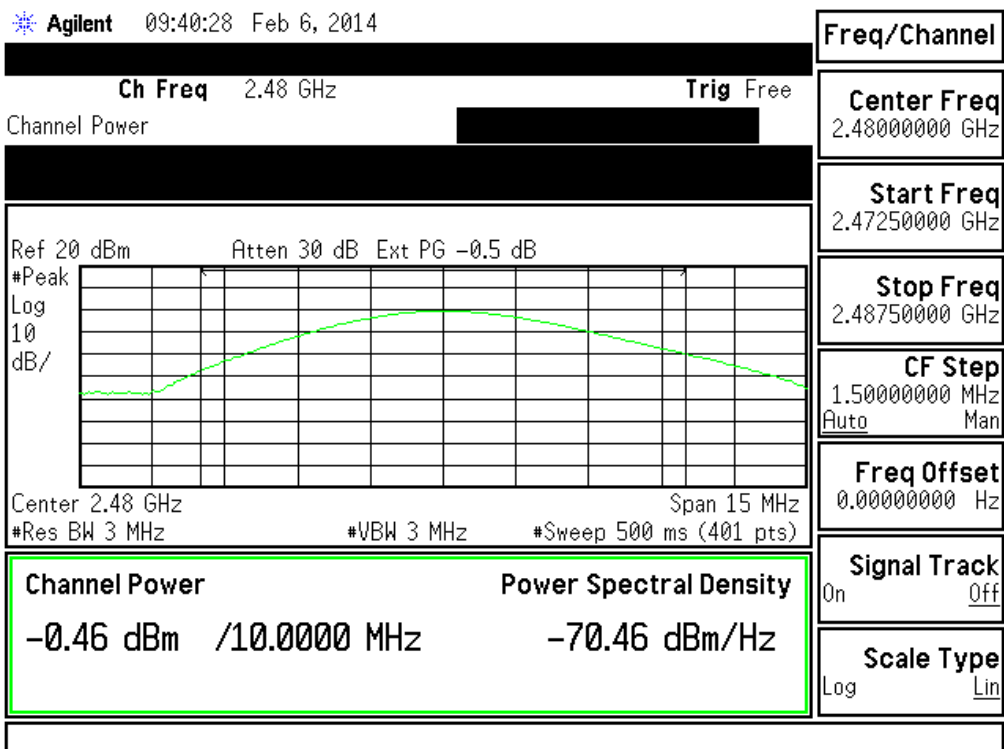 Agilent 09:40:28 Feb 6, 2014
Ch Freq 2.48 GHz Trig Free
Channel Power
Ref 20 dBm Atten 30 dB Ext PG -0.5 dB
#Peak
Log
10
dB/
Center 2.48 GHz Span 15 MHz
#Res BW 3 MHz #VBW 3 MHz #Sweep 500 ms (401 pts)
Channel Power Power Spectral Density
-0.46 dBm /10.0000 MHz -70.46 dBm/Hz
Freq/Channel
Center Freq
2.48000000 GHz
Start Freq
2.47250000 GHz
Stop Freq
2.48750000 GHz
CF Step
1.50000000 MHz
Auto Man
Freq Offset
0.00000000 Hz
Signal Track
On Off
Scale Type
Log Lin